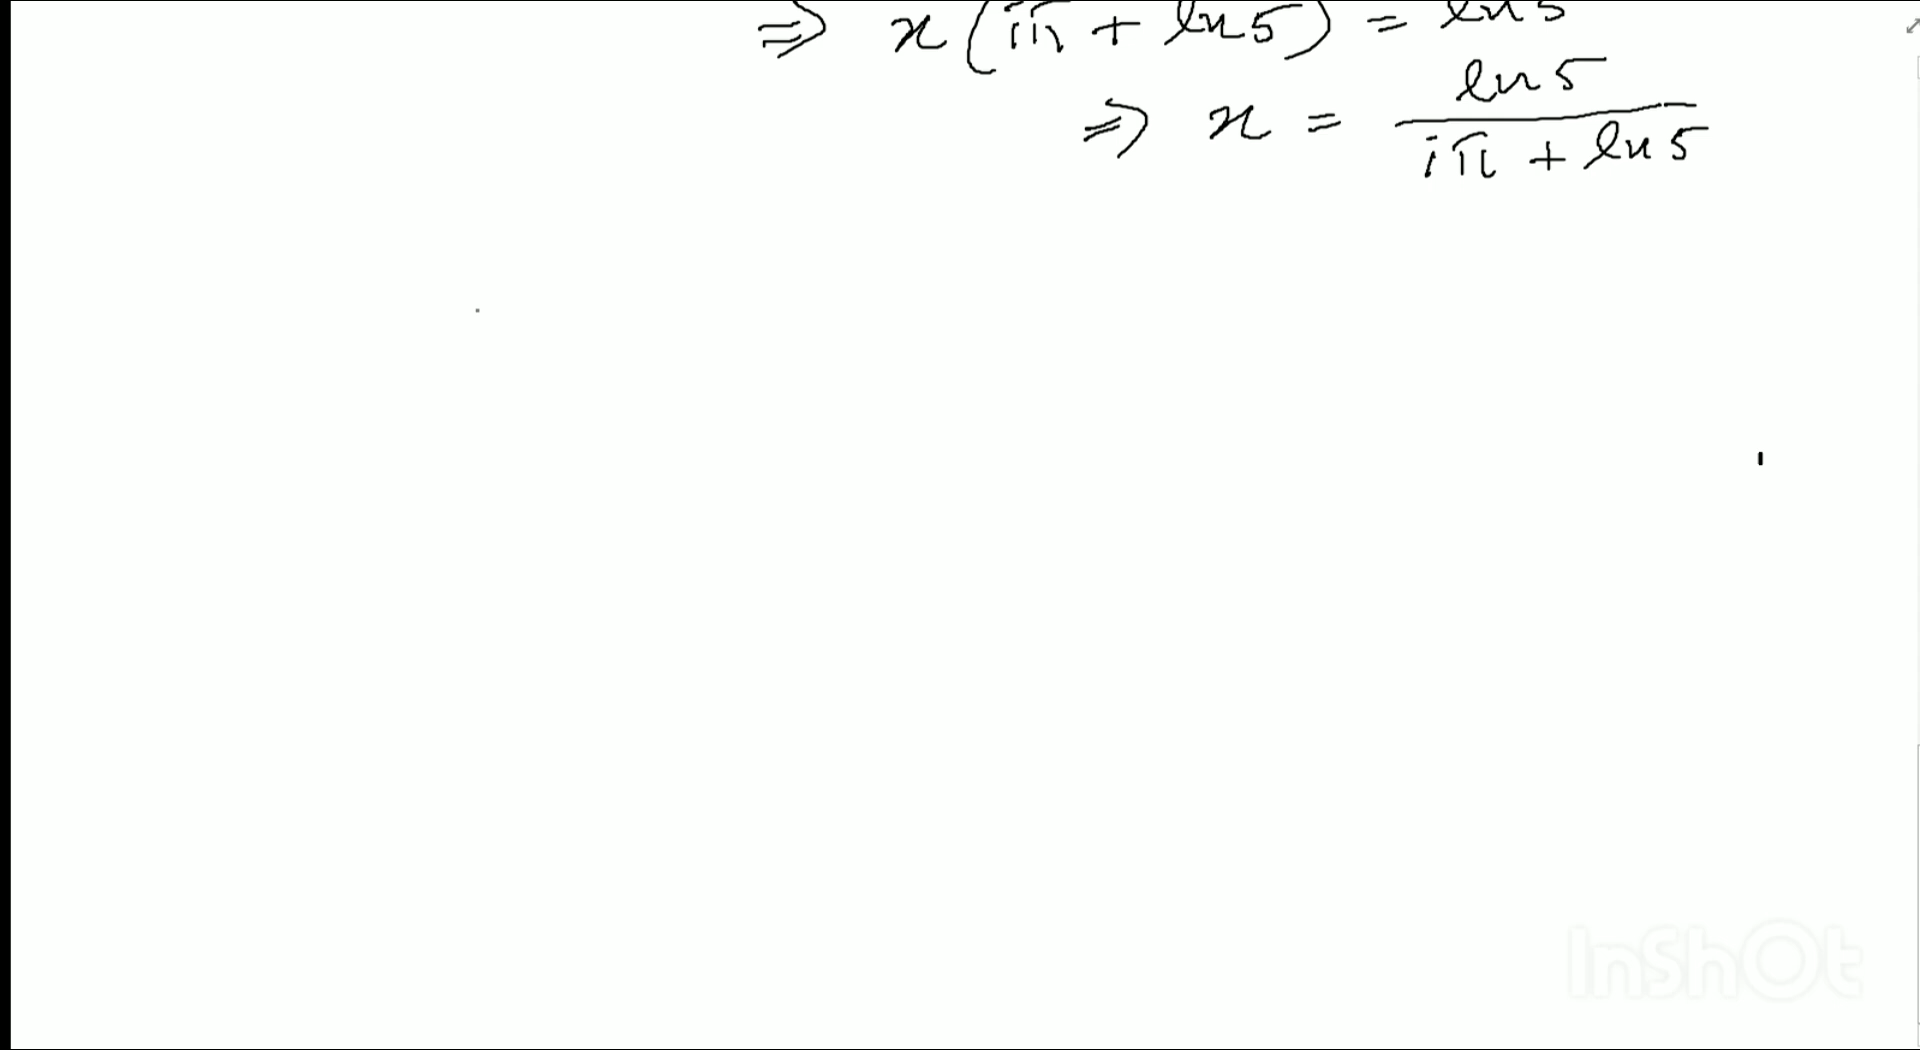 ⇒ x(iπ + ln5) = ln5
⇒ x = ln5 / (iπ + ln5)
InShOt